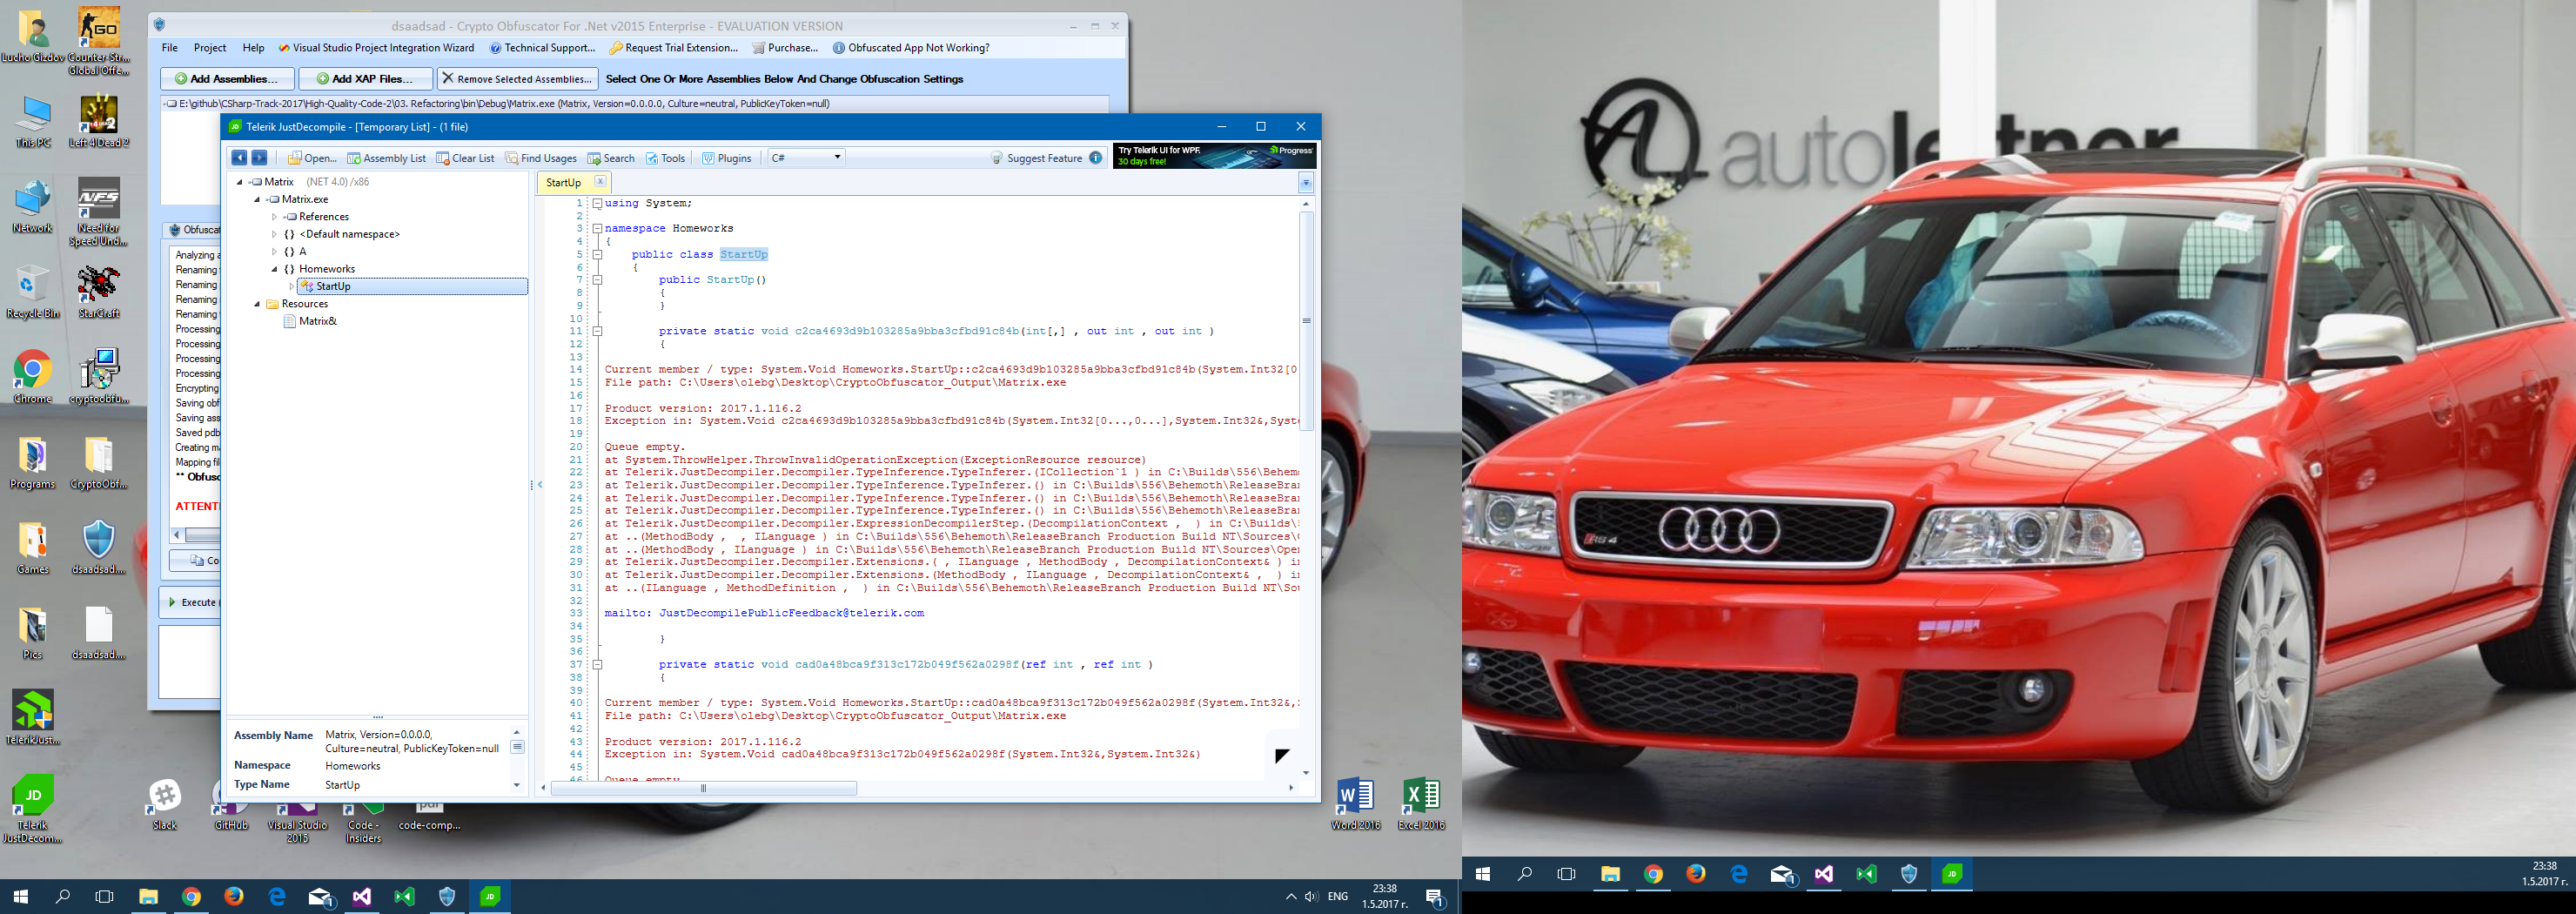 dsaadsad - Crypto Obfuscator For .Net v2015 Enterprise - EVALUATION VERSION
File Project Help Visual Studio Project Integration Wizard Technical Support... Request Trial Extension... Purchase... Obfuscated App Not Working?
Add Assemblies... Add XAP Files... Remove Selected Assemblies... Select One Or More Assemblies Below And Change Obfuscation Settings
E:\github\CSharp-Track-2017\High-Quality-Code-2\03. Refactoring\bin\Debug\Matrix.exe (Matrix, Version=0.0.0.0, Culture=neutral, PublicKeyToken=null)
Obfuscat
Analyzing a
Renaming
Renaming
Renaming
Renaming
Processing
Processing
Processing
Processing
Encrypting
Saving obf
Saving ass
Saved pdb
Creating ma
Mapping fil
** Obfusc
ATTENTI
Co
Execute (
Telerik JustDecompile - [Temporary List] - (1 file)
Open... Assembly List Clear List Find Usages Search Tools Plugins C# Suggest Feature
Try Telerik UI for WPF.
30 days free!
Progress
Matrix (NET 4.0) /x86
Matrix.exe
References
{} <Default namespace>
{} A
{} Homeworks
StartUp
Resources
Matrix&
Assembly Name Matrix, Version=0.0.0.0,
Culture=neutral, PublicKeyToken=null
Namespace Homeworks
Type Name StartUp
StartUp
1 using System;
2
3 namespace Homeworks
4 {
5 public class StartUp
6 {
7 public StartUp()
8 {
9 }
10
11 private static void c2ca4693d9b103285a9bba3cfbd91c84b(int[,] , out int , out int )
12 {
13
14 Current member / type: System.Void Homeworks.StartUp::c2ca4693d9b103285a9bba3cfbd91c84b(System.Int32[0
15 File path: C:\Users\olebg\Desktop\CryptoObfuscator_Output\Matrix.exe
16
17 Product version: 2017.1.116.2
18 Exception in: System.Void c2ca4693d9b103285a9bba3cfbd91c84b(System.Int32[0...,0...],System.Int32&,Syste
19
20 Queue empty.
21 at System.ThrowHelper.ThrowInvalidOperationException(ExceptionResource resource)
22 at Telerik.JustDecompiler.Decompiler.TypeInference.TypeInferer.(ICollection`1 ) in C:\Builds\556\Behem
23 at Telerik.JustDecompiler.Decompiler.TypeInference.TypeInferer.() in C:\Builds\556\Behemoth\ReleaseBran
24 at Telerik.JustDecompiler.Decompiler.TypeInference.TypeInferer.() in C:\Builds\556\Behemoth\ReleaseBran
25 at Telerik.JustDecompiler.Decompiler.TypeInference.TypeInferer.() in C:\Builds\556\Behemoth\ReleaseBran
26 at Telerik.JustDecompiler.Decompiler.ExpressionDecompilerStep.(DecompilationContext , ) in C:\Builds\5
27 at ..(MethodBody , , ILanguage ) in C:\Builds\556\Behemoth\ReleaseBranch Production Build NT\Sources\O
28 at ..(MethodBody , ILanguage ) in C:\Builds\556\Behemoth\ReleaseBranch Production Build NT\Sources\Open
29 at Telerik.JustDecompiler.Decompiler.Extensions.( , ILanguage , MethodBody , DecompilationContext& ) in
30 at Telerik.JustDecompiler.Decompiler.Extensions.(MethodBody , ILanguage , DecompilationContext& , ) in
31 at ..(ILanguage , MethodDefinition , ) in C:\Builds\556\Behemoth\ReleaseBranch Production Build NT\Sou
32
33 mailto: JustDecompilePublicFeedback@telerik.com
34
35 }
36
37 private static void cad0a48bca9f313c172b049f562a0298f(ref int , ref int )
38 {
39
40 Current member / type: System.Void Homeworks.StartUp::cad0a48bca9f313c172b049f562a0298f(System.Int32&,S
41 File path: C:\Users\olebg\Desktop\CryptoObfuscator_Output\Matrix.exe
42
43 Product version: 2017.1.116.2
44 Exception in: System.Void cad0a48bca9f313c172b049f562a0298f(System.Int32&,System.Int32&)
45
46 Queue empty
Lucho Gizdov
Counter-Str...
Global Offe...
This PC
Left 4 Dead 2
Network
Need for
Speed Und...
Recycle Bin
StarCraft
Chrome
cryptoobfu...
Programs
CryptoObf...
Games
dsaadsad....
Pics
dsaadsad....
TelerikJust...
Telerik
JustDecom...
Slack
GitHub
Visual Studio
2015
Code -
Insiders
code-comp...
Word 2016
Excel 2016
ENG
23:38
1.5.2017 г.
autoleitner
RS4
23:38
1.5.2017 г.